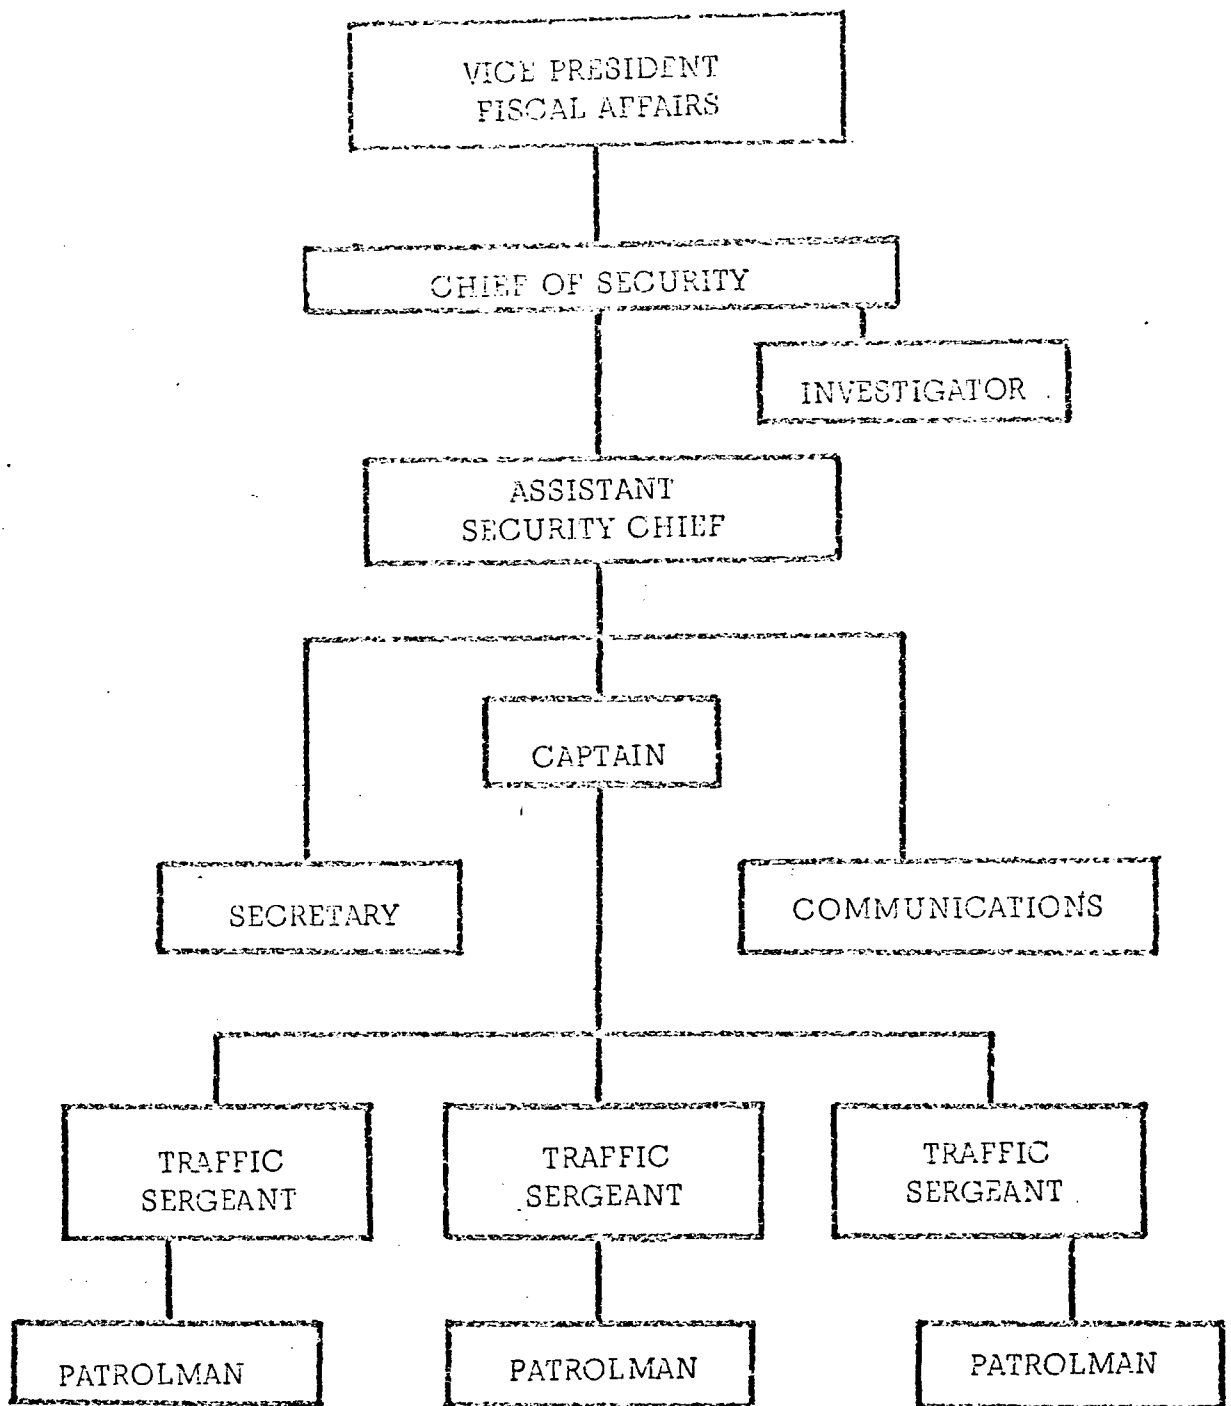 VICE PRESIDENT
FISCAL AFFAIRS
CHIEF OF SECURITY
INVESTIGATOR
ASSISTANT
SECURITY CHIEF
CAPTAIN
SECRETARY
COMMUNICATIONS
TRAFFIC
SERGEANT
TRAFFIC
SERGEANT
TRAFFIC
SERGEANT
PATROLMAN
PATROLMAN
PATROLMAN